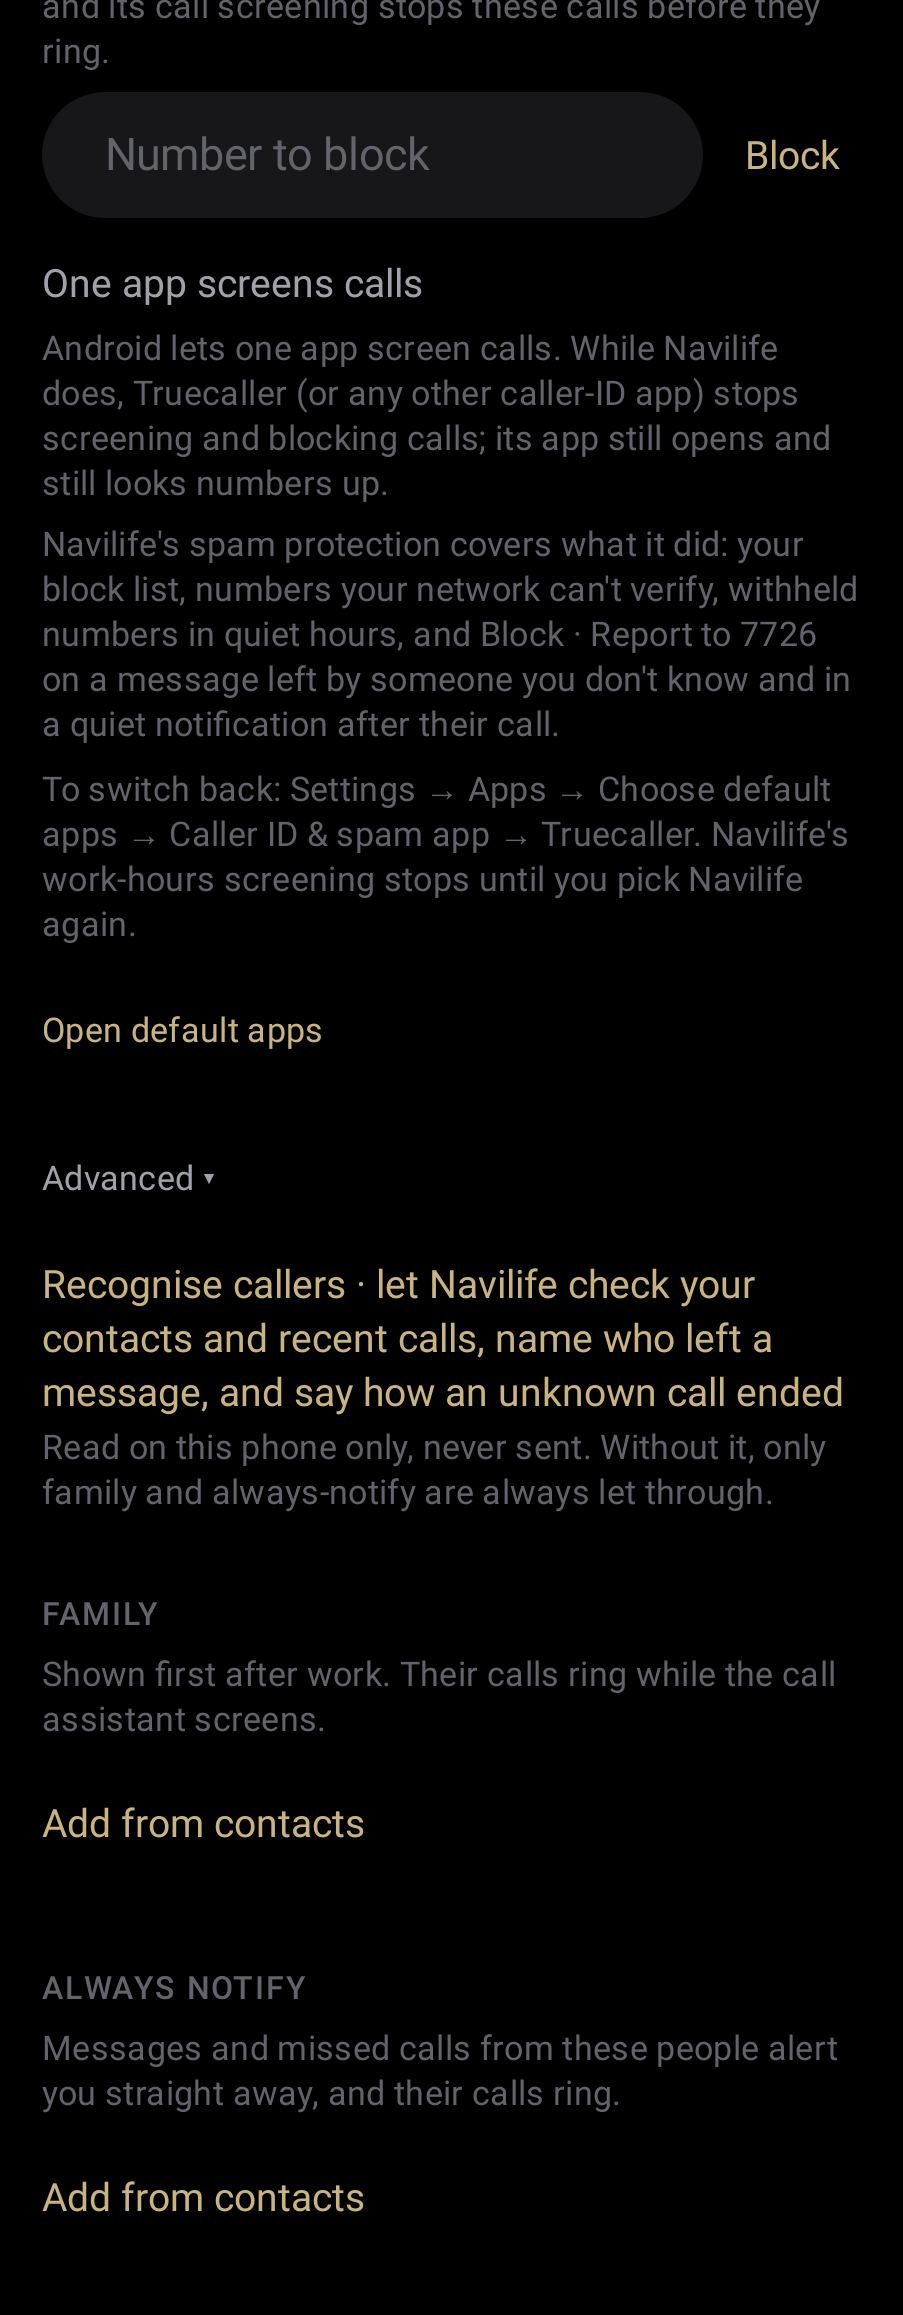 and its call screening stops these calls before they
ring.
Number to block
Block
One app screens calls
Android lets one app screen calls. While Navilife
does, Truecaller (or any other caller-ID app) stops
screening and blocking calls; its app still opens and
still looks numbers up.
Navilife's spam protection covers what it did: your
block list, numbers your network can't verify, withheld
numbers in quiet hours, and Block · Report to 7726
on a message left by someone you don't know and in
a quiet notification after their call.
To switch back: Settings → Apps → Choose default
apps → Caller ID & spam app → Truecaller. Navilife's
work-hours screening stops until you pick Navilife
again.
Open default apps
Advanced ▾
Recognise callers · let Navilife check your
contacts and recent calls, name who left a
message, and say how an unknown call ended
Read on this phone only, never sent. Without it, only
family and always-notify are always let through.
FAMILY
Shown first after work. Their calls ring while the call
assistant screens.
Add from contacts
ALWAYS NOTIFY
Messages and missed calls from these people alert
you straight away, and their calls ring.
Add from contacts